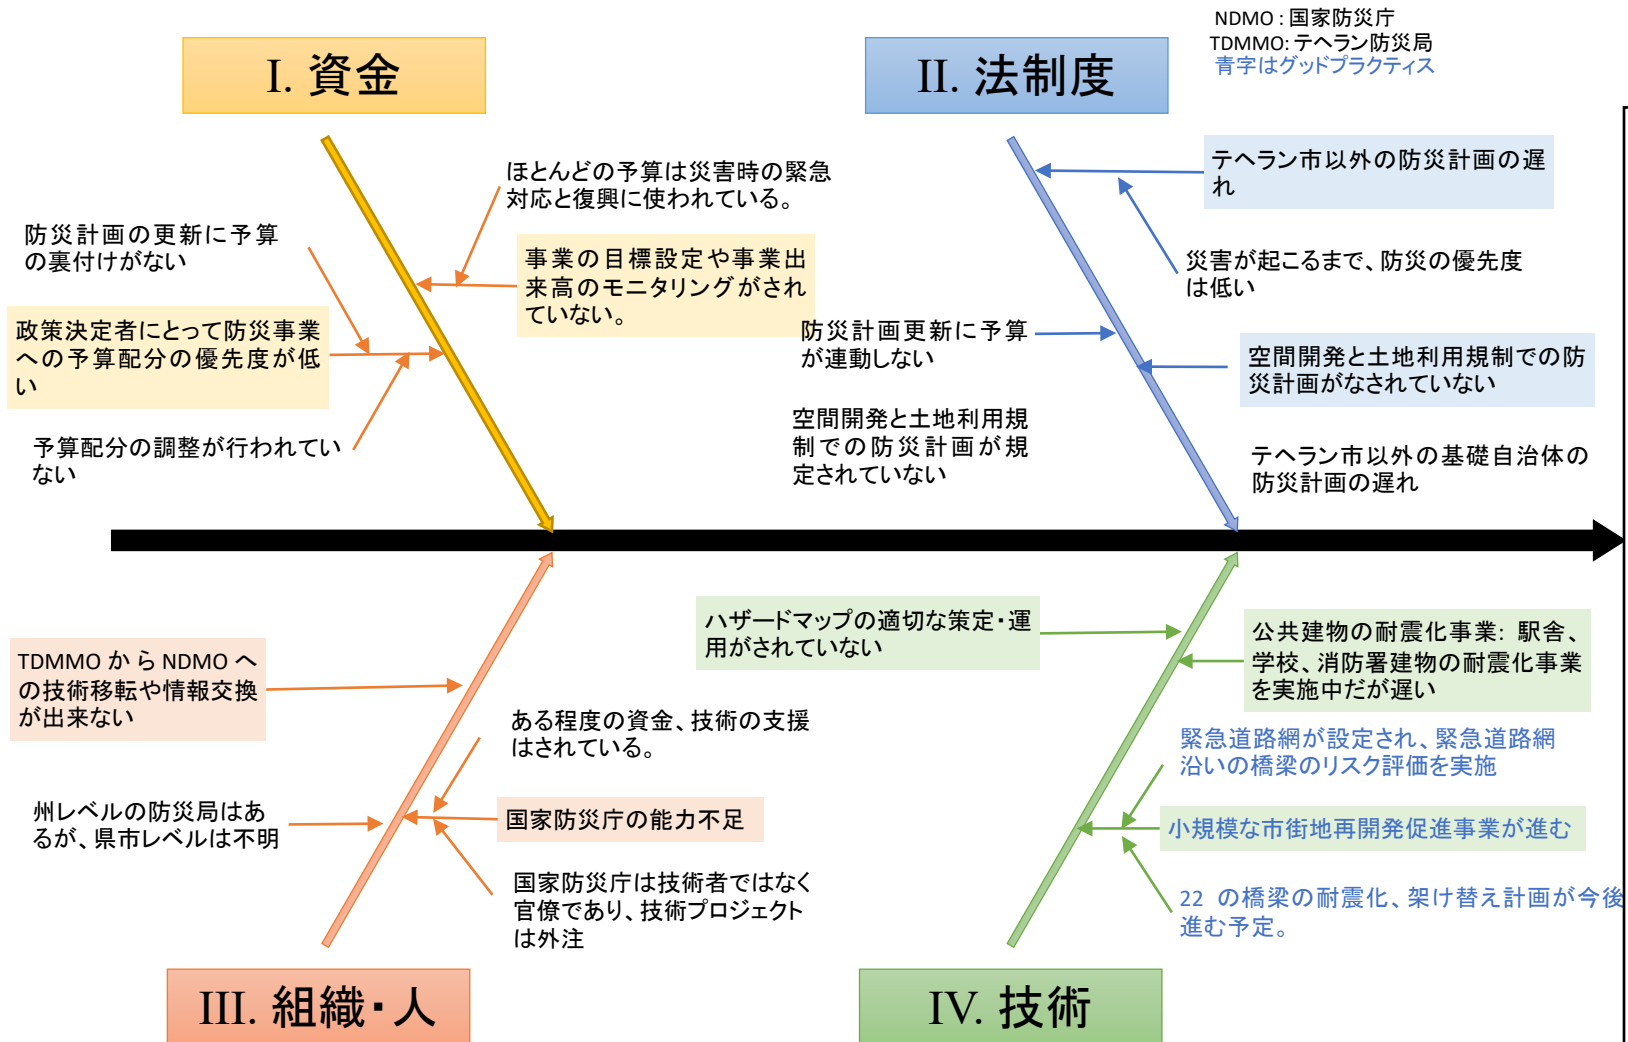 NDMO : 国家防災庁
TDMMO: テヘラン防災局
青字はグッドプラクティス
I. 資金
II. 法制度
ほとんどの予算は災害時の緊急
対応と復興に使われている。
防災計画の更新に予算
の裏付けがない
事業の目標設定や事業出
来高のモニタリングがされ
ていない。
政策決定者にとって防災事業
への予算配分の優先度が低
い
予算配分の調整が行われてい
ない
テヘラン市以外の防災計画の遅
れ
災害が起こるまで、防災の優先度
は低い
防災計画更新に予算
が連動しない
空間開発と土地利用規制での防
災計画がなされていない
空間開発と土地利用規
制での防災計画が規
定されていない
テヘラン市以外の基礎自治体の
防災計画の遅れ
TDMMO から NDMO へ
の技術移転や情報交換
が出来ない
ある程度の資金、技術の支援
はされている。
州レベルの防災局はあ
るが、県市レベルは不明
国家防災庁の能力不足
国家防災庁は技術者ではなく
官僚であり、技術プロジェクト
は外注
ハザードマップの適切な策定・運
用がされていない
公共建物の耐震化事業: 駅舎、
学校、消防署建物の耐震化事業
を実施中だが遅い
緊急道路網が設定され、緊急道路網
沿いの橋梁のリスク評価を実施
小規模な市街地再開発促進事業が進む
22 の橋梁の耐震化、架け替え計画が今後
進む予定。
III. 組織・人
IV. 技術